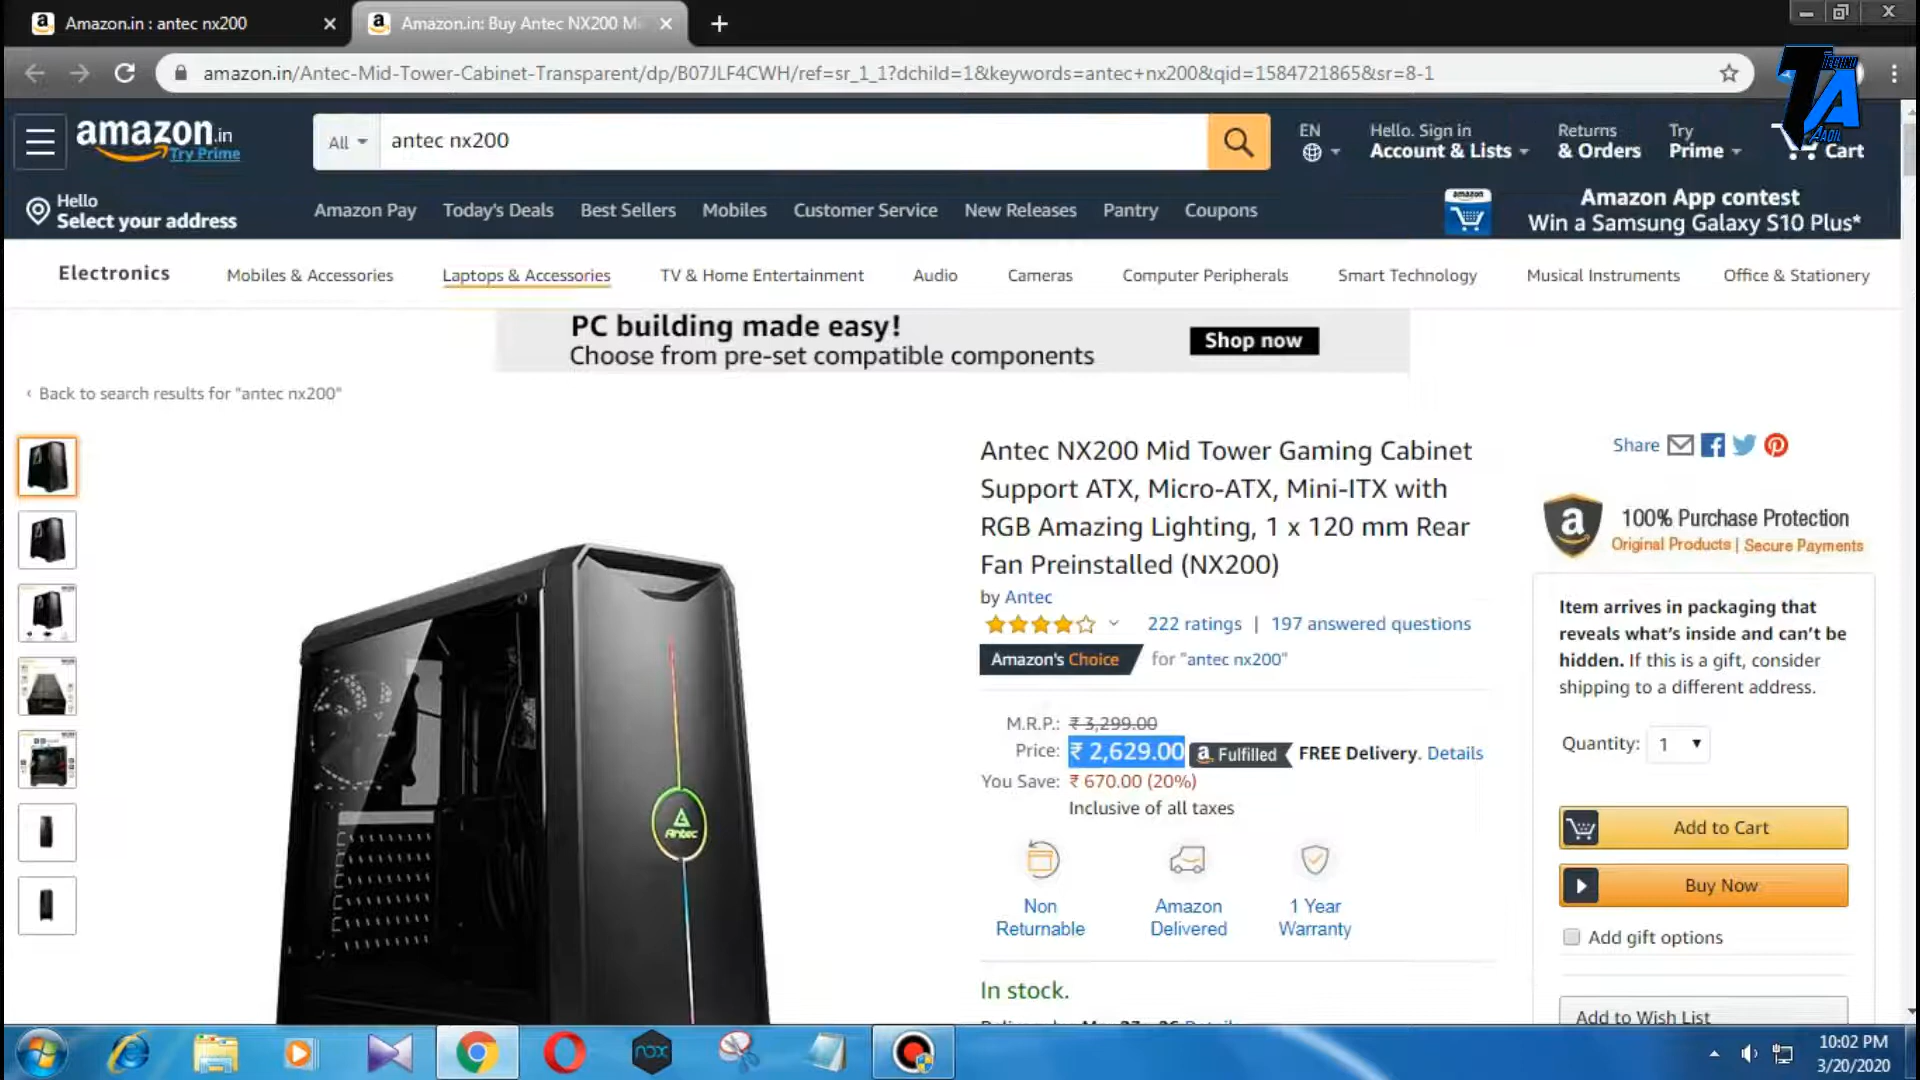 Amazon.in : antec nx200
Amazon.in: Buy Antec NX200 Mi
amazon.in/Antec-Mid-Tower-Cabinet-Transparent/dp/B07JLF4CWH/ref=sr_1_1?dchild=1&keywords=antec+nx200&qid=1584721865&sr=8-1
TECHNO
TA
AADIL
amazon.in
Try Prime
All
antec nx200
EN
Hello. Sign in
Account & Lists
Returns
& Orders
Try
Prime
Cart
Hello
Select your address
Amazon Pay
Today's Deals
Best Sellers
Mobiles
Customer Service
New Releases
Pantry
Coupons
amazon
Amazon App contest
Win a Samsung Galaxy S10 Plus*
Electronics
Mobiles & Accessories
Laptops & Accessories
TV & Home Entertainment
Audio
Cameras
Computer Peripherals
Smart Technology
Musical Instruments
Office & Stationery
PC building made easy!
Choose from pre-set compatible components
Shop now
‹ Back to search results for "antec nx200"
Antec NX200 Mid Tower Gaming Cabinet
Support ATX, Micro-ATX, Mini-ITX with
RGB Amazing Lighting, 1 x 120 mm Rear
Fan Preinstalled (NX200)
by Antec
222 ratings | 197 answered questions
Amazon's Choice for "antec nx200"
M.R.P.: ₹ 3,299.00
Price: ₹ 2,629.00 Fulfilled FREE Delivery. Details
You Save: ₹ 670.00 (20%)
Inclusive of all taxes
Non
Returnable
Amazon
Delivered
1 Year
Warranty
In stock.
Antec
Share
100% Purchase Protection
Original Products | Secure Payments
Item arrives in packaging that
reveals what's inside and can't be
hidden. If this is a gift, consider
shipping to a different address.
Quantity: 1
Add to Cart
Buy Now
Add gift options
Add to Wish List
nox
10:02 PM
3/20/2020